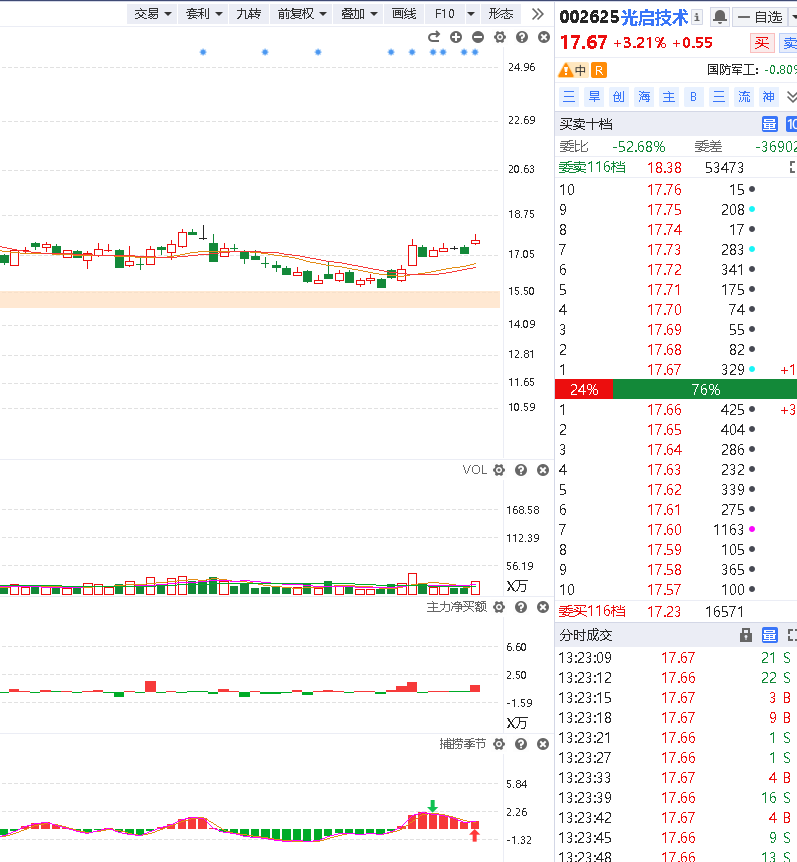 交易 套利 九转 前复权 叠加 画线 F10 形态
24.96
22.69
20.63
18.75
17.05
15.50
14.09
12.81
11.65
10.59
VOL
168.58
112.39
56.19
X万
主力净买额
6.60
2.50
-1.59
X万
捕捞季节
5.84
2.26
-1.32
002625 光启技术 自选
17.67 +3.21% +0.55 买 卖
中 R 国防军工: -0.80%
三 旱 创 海 主 B 三 流 神
买卖十档 量 10
委比 -52.68% 委差 -36902
委卖116档 18.38 53473
10 17.76 15
9 17.75 208
8 17.74 17
7 17.73 283
6 17.72 341
5 17.71 175
4 17.70 74
3 17.69 55
2 17.68 82
1 17.67 329 +1
24% 76%
1 17.66 425 +3
2 17.65 404
3 17.64 286
4 17.63 232
5 17.62 339
6 17.61 275
7 17.60 1163
8 17.59 105
9 17.58 365
10 17.57 100
委买116档 17.23 16571
分时成交 量
13:23:09 17.67 21 S
13:23:12 17.66 22 S
13:23:15 17.67 3 B
13:23:18 17.67 9 B
13:23:21 17.66 1 S
13:23:27 17.66 1 S
13:23:33 17.67 4 B
13:23:39 17.66 16 S
13:23:42 17.67 4 B
13:23:45 17.66 9 S
13:23:48 17.66 13 S